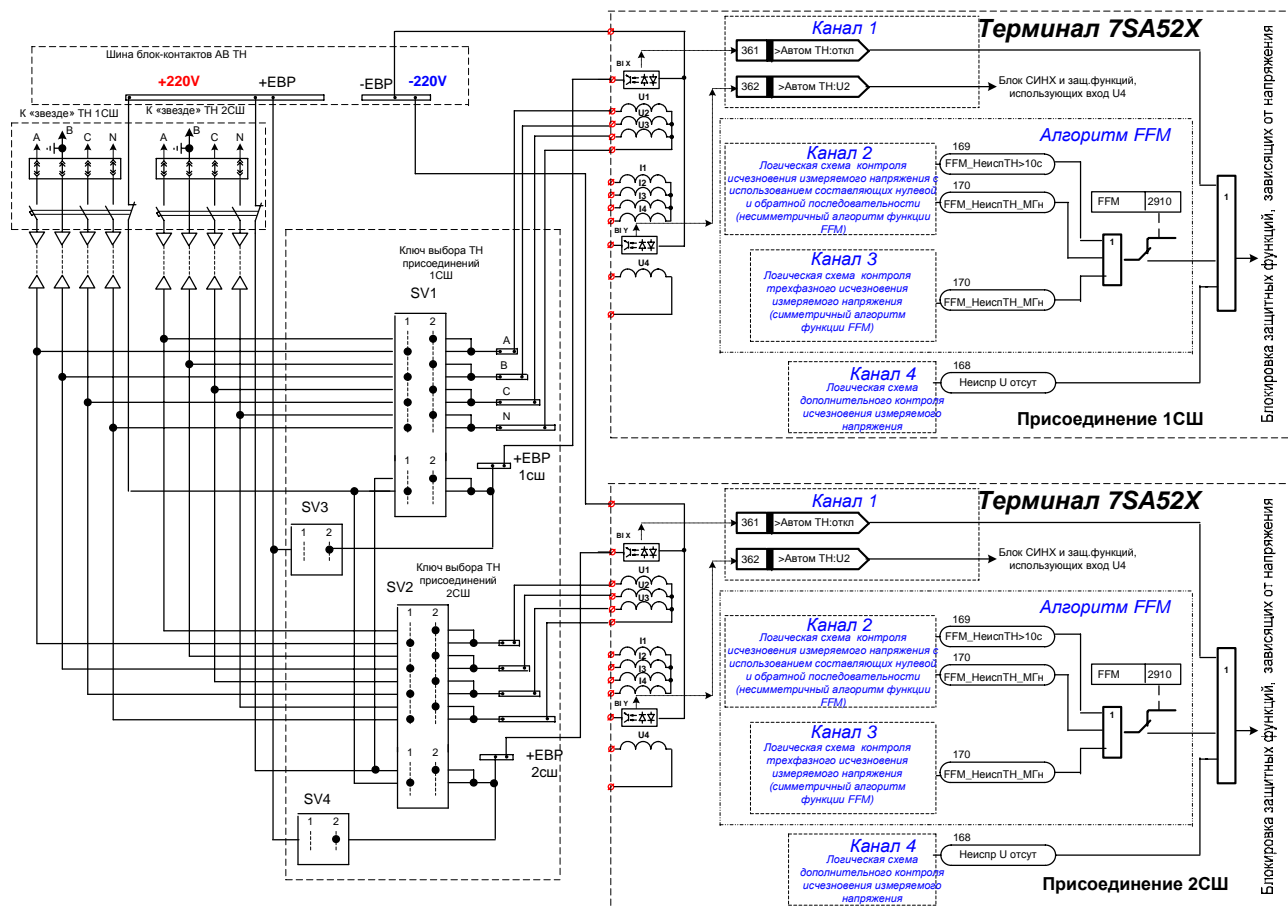 Шина блок-контактов АВ ТН
+220V
+ЕВР
-ЕВР
-220V
К «звезде» ТН 1СШ
К «звезде» ТН 2СШ
A
B
C
N
A
B
C
N
Ключ выбора ТН
присоединений
1СШ
SV1
1
2
A
B
C
N
1
2
+ЕВР
1сш
SV3
1
2
Ключ выбора ТН
присоединений
2СШ
SV2
1
2
1
2
+ЕВР
2сш
SV4
1
2
Терминал 7SA52X
Канал 1
361
>Автом ТН:откл
362
>Автом ТН:U2
Блок СИНХ и защ.функций,
использующих вход U4
BI X
U1
U2
U3
I1
I2
I3
I4
BI Y
U4
Алгоритм FFM
Канал 2
Логическая схема контроля
исчезновения измеряемого напряжения с
использованием составляющих нулевой
и обратной последовательности
(несимметричный алгоритм функции
FFM)
169
FFM_НеиспТН>10с
170
FFM_НеиспТН_МГн
FFM
2910
1
1
Канал 3
Логическая схема контроля
трехфазного исчезновения
измеряемого напряжения
(симметричный алгоритм
функции FFM)
170
FFM_НеиспТН_МГн
Канал 4
Логическая схема
дополнительного контроля
исчезновения измеряемого
напряжения
168
Неиспр U отсут
Присоединение 1СШ
Блокировка защитных функций, зависящих от напряжения
Терминал 7SA52X
Канал 1
361
>Автом ТН:откл
362
>Автом ТН:U2
Блок СИНХ и защ.функций,
использующих вход U4
BI X
U1
U2
U3
I1
I2
I3
I4
BI Y
U4
Алгоритм FFM
Канал 2
Логическая схема контроля
исчезновения измеряемого напряжения с
использованием составляющих нулевой
и обратной последовательности
(несимметричный алгоритм функции
FFM)
169
FFM_НеиспТН>10с
170
FFM_НеиспТН_МГн
FFM
2910
1
1
Канал 3
Логическая схема контроля
трехфазного исчезновения
измеряемого напряжения
(симметричный алгоритм
функции FFM)
170
FFM_НеиспТН_МГн
Канал 4
Логическая схема
дополнительного контроля
исчезновения измеряемого
напряжения
168
Неиспр U отсут
Присоединение 2СШ
Блокировка защитных функций, зависящих от напряжения